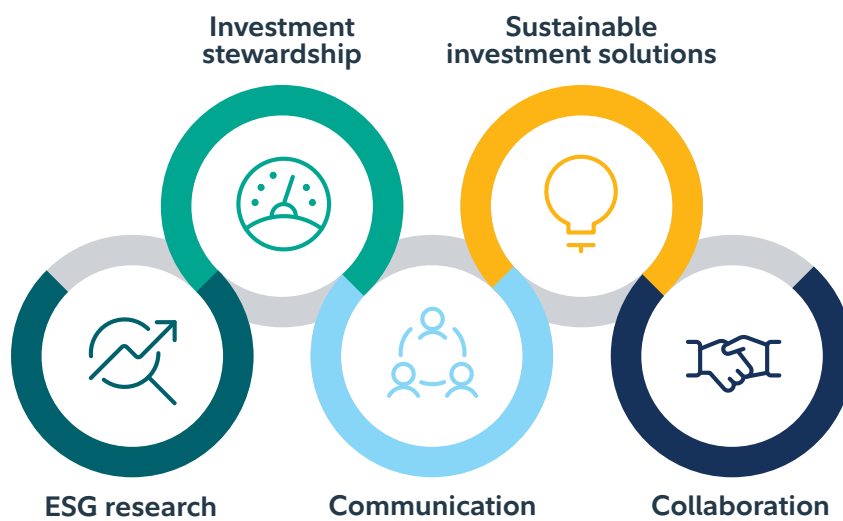 Investment
stewardship
Sustainable
investment solutions
ESG research
Communication
Collaboration